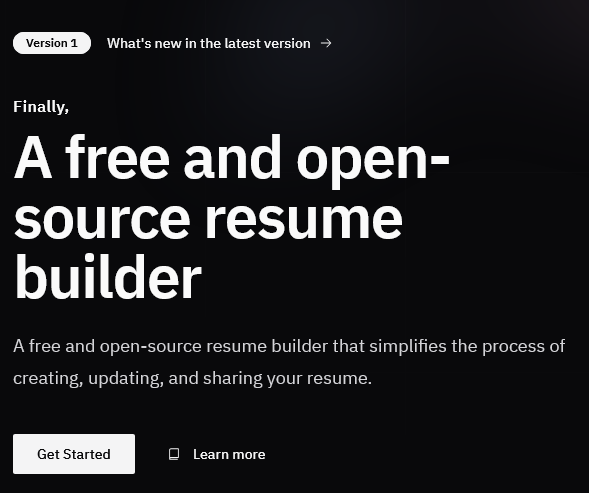 Version 1 What's new in the latest version →
Finally,
A free and open-
source resume
builder
A free and open-source resume builder that simplifies the process of
creating, updating, and sharing your resume.
Get Started Learn more